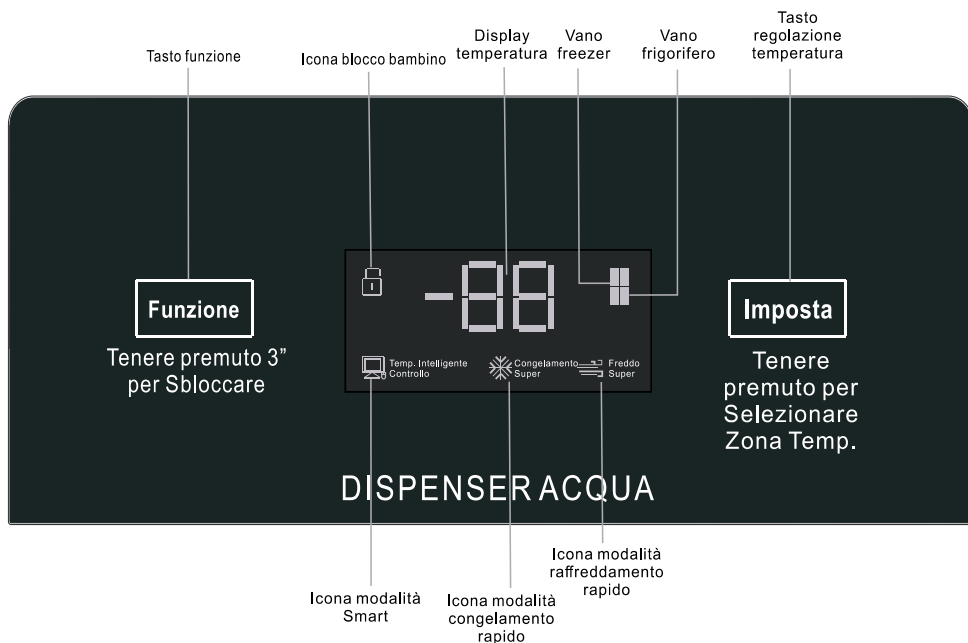 Tasto funzione
Icona blocco bambino
Display
temperatura
Vano
freezer
Vano
frigorifero
Tasto
regolazione
temperatura
Funzione
Tenere premuto 3”
per Sbloccare
-88
Temp. Intelligente
Controllo
Congelamento
Super
Freddo
Super
Imposta
Tenere
premuto per
Selezionare
Zona Temp.
DISPENSER ACQUA
Icona modalità
Smart
Icona modalità
congelamento
rapido
Icona modalità
raffreddamento
rapido